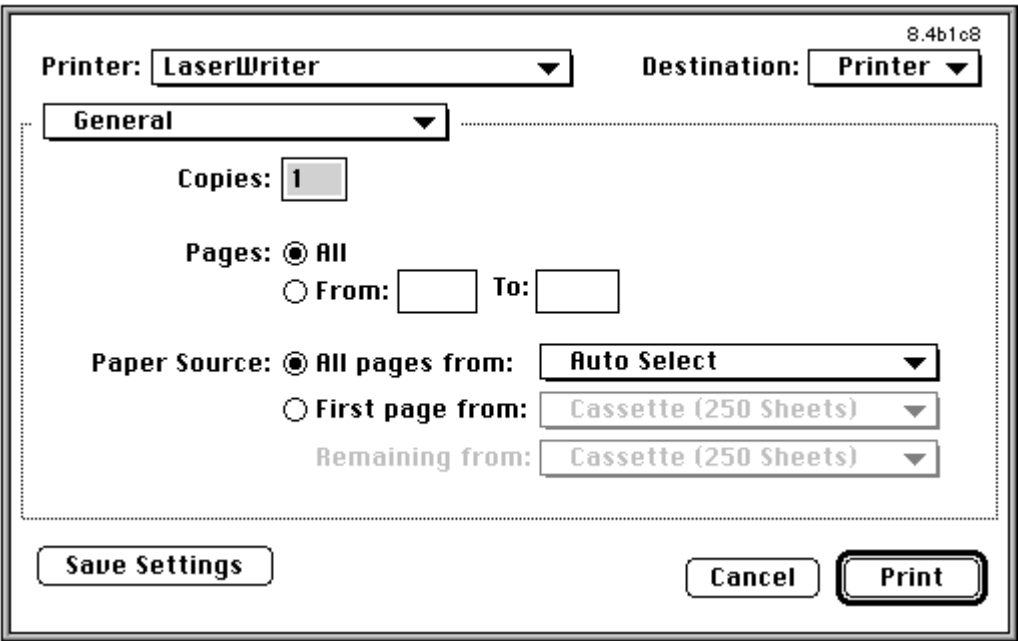 8.4b1c8
Printer: LaserWriter Destination: Printer
General
Copies: 1
Pages: All
From: To:
Paper Source: All pages from: Auto Select
First page from: Cassette (250 Sheets)
Remaining from: Cassette (250 Sheets)
Save Settings
Cancel Print